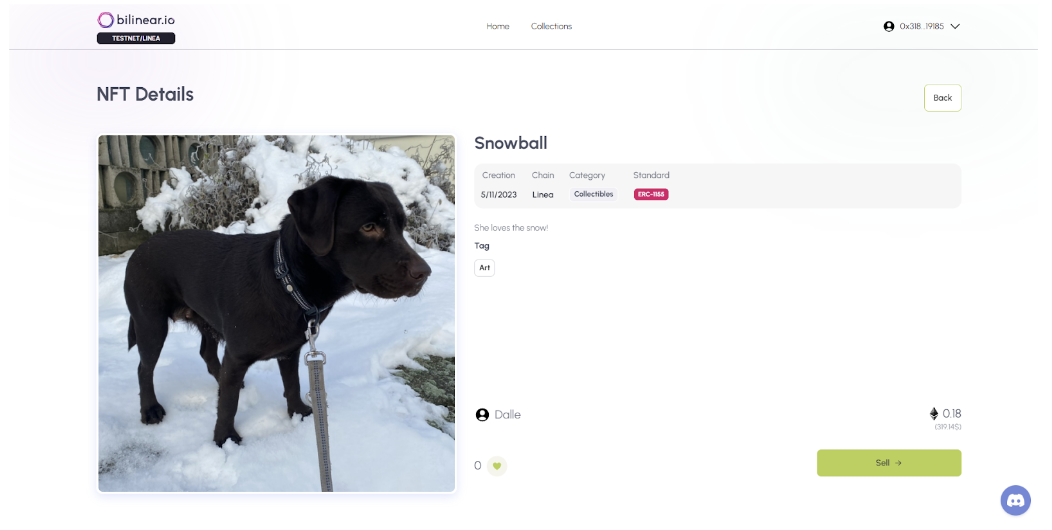 bilinear.io
TESTNET/LINEA
Home
Collections
0x318...19185
NFT Details
Back
Snowball
Creation Chain Category Standard
5/11/2023 Linea Collectibles ERC-1155
She loves the snow!
Tag
Art
Dalle
0.18
(319.14$)
0
Sell →